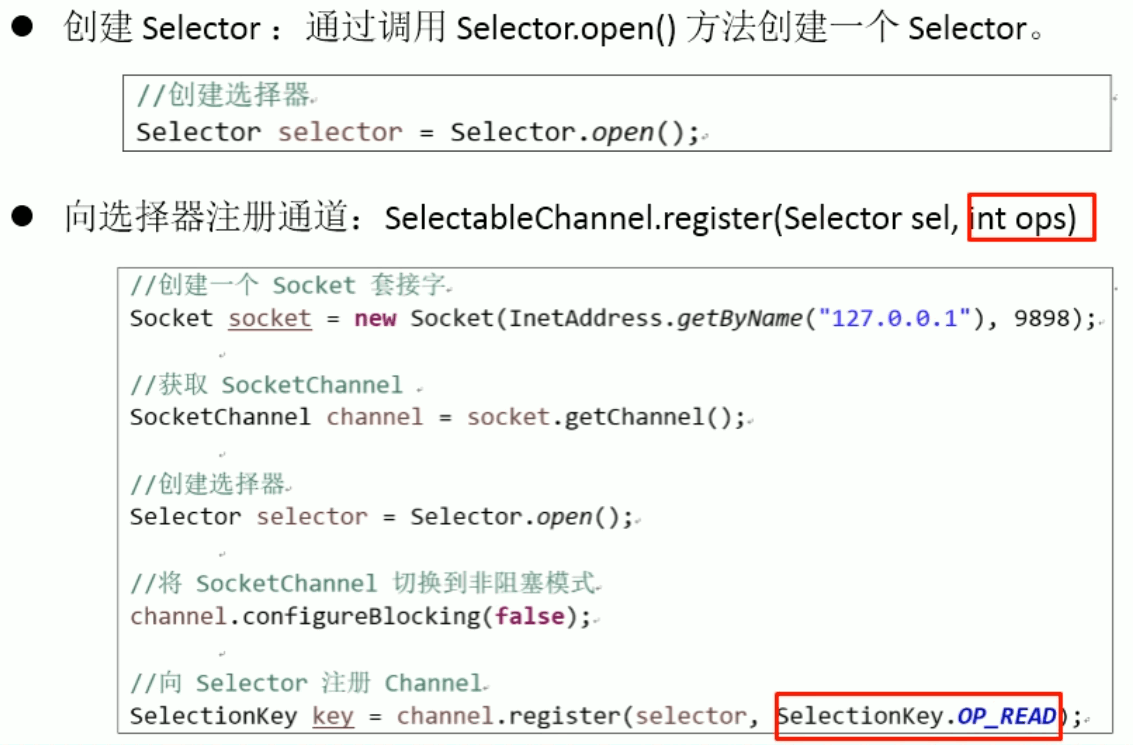 ● 创建 Selector ：通过调用 Selector.open() 方法创建一个 Selector。
//创建选择器
Selector selector = Selector.open();
● 向选择器注册通道：SelectableChannel.register(Selector sel, int ops)
//创建一个 Socket 套接字
Socket socket = new Socket(InetAddress.getByName("127.0.0.1"), 9898);
//获取 SocketChannel
SocketChannel channel = socket.getChannel();
//创建选择器
Selector selector = Selector.open();
//将 SocketChannel 切换到非阻塞模式
channel.configureBlocking(false);
//向 Selector 注册 Channel
SelectionKey key = channel.register(selector, SelectionKey.OP_READ);